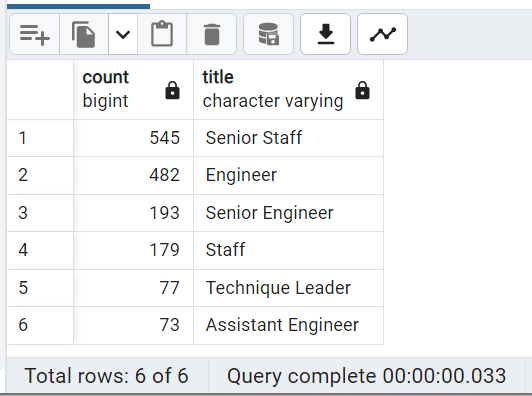 count title
bigint character varying
1 545 Senior Staff
2 482 Engineer
3 193 Senior Engineer
4 179 Staff
5 77 Technique Leader
6 73 Assistant Engineer
Total rows: 6 of 6 Query complete 00:00:00.033